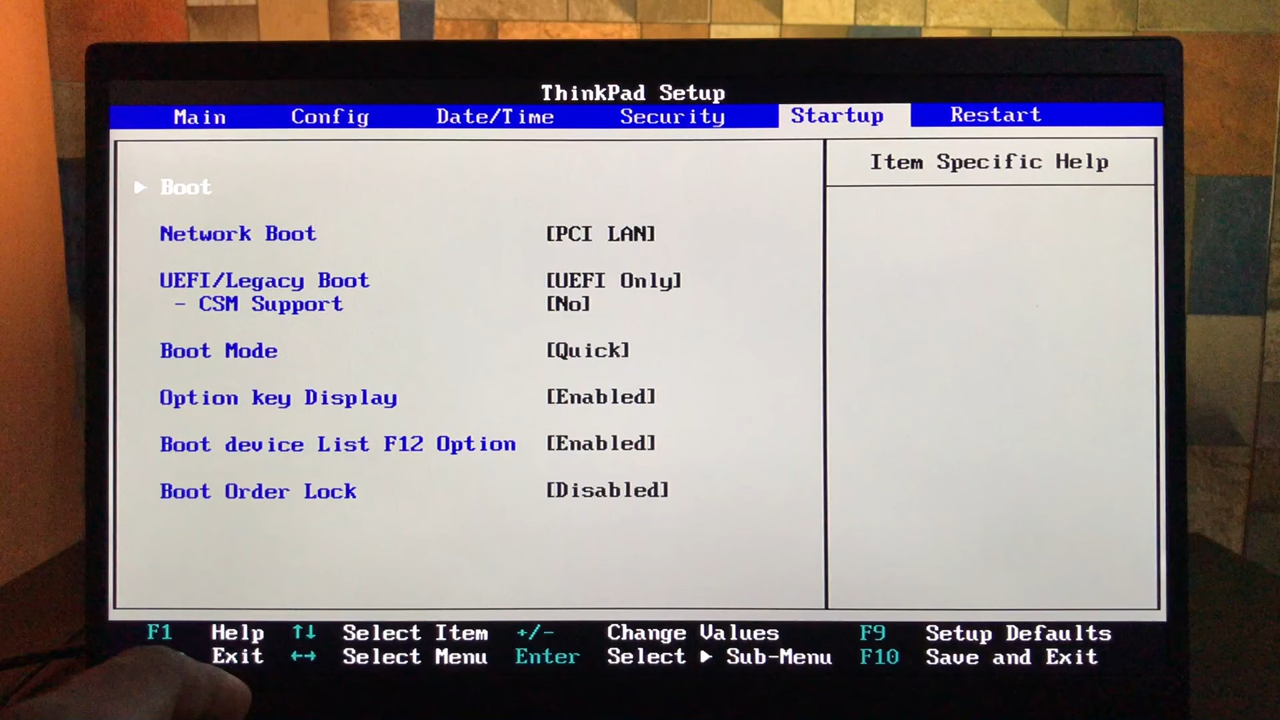 ThinkPad Setup
Main Config Date/Time Security Startup Restart
Item Specific Help
▶ Boot
Network Boot [PCI LAN]
UEFI/Legacy Boot [UEFI Only]
- CSM Support [No]
Boot Mode [Quick]
Option key Display [Enabled]
Boot device List F12 Option [Enabled]
Boot Order Lock [Disabled]
F1 Help ↑↓ Select Item +/- Change Values F9 Setup Defaults
Exit ←→ Select Menu Enter Select ▶ Sub-Menu F10 Save and Exit